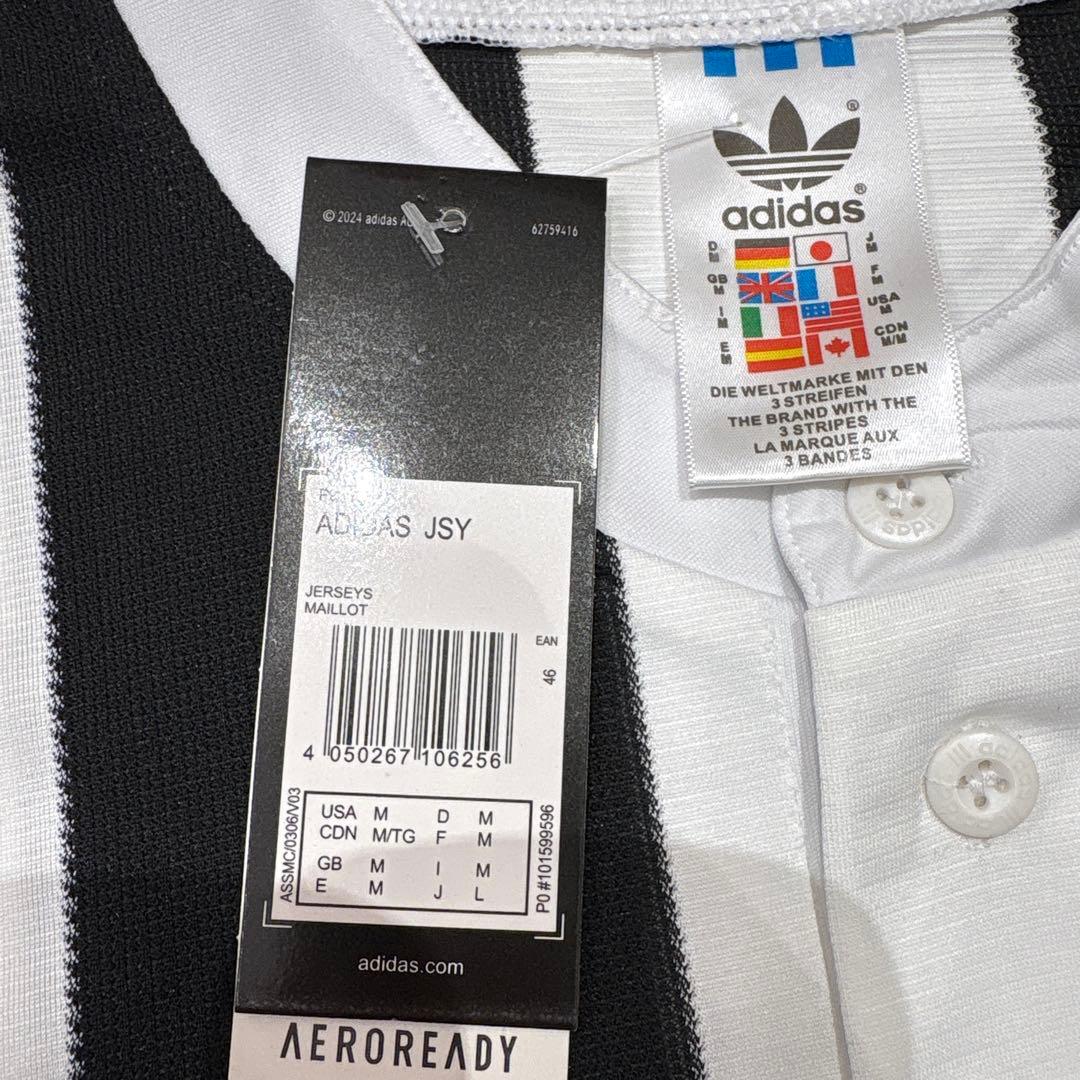 © 2024 adidas AG
62759416
ADIDAS JSY
JERSEYS
MAILLOT
EAN
46
4 050267 106256
ASSMC/0306/V03
PO #101599596
USA M D M
CDN M/TG F M
GB M I M
E M J L
adidas.com
AEROREADY
®
adidas®
D M
J M
GB M
F M
I M
USA M
E M
CDN M/M
DIE WELTMARKE MIT DEN
3 STREIFEN
THE BRAND WITH THE
3 STRIPES
LA MARQUE AUX
3 BANDES